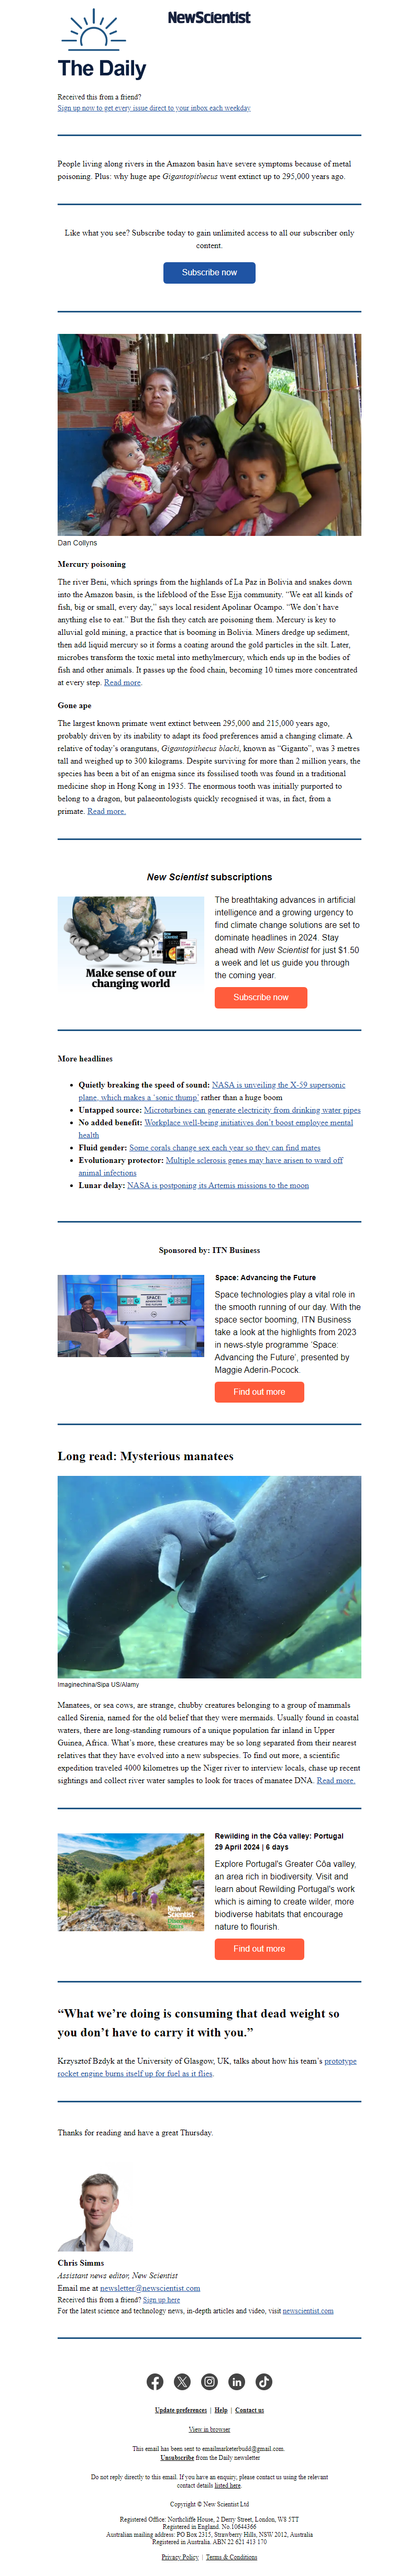 NewScientist
The Daily
Received this from a friend?
Sign up now to get every issue direct to your inbox each weekday
People living along rivers in the Amazon basin have severe symptoms because of metal
poisoning. Plus: why huge ape Gigantopithecus went extinct up to 295,000 years ago.
Like what you see? Subscribe today to gain unlimited access to all our subscriber only
content.
Subscribe now
Dan Collyns
Mercury poisoning
The river Beni, which springs from the highlands of La Paz in Bolivia and snakes down
into the Amazon basin, is the lifeblood of the Esse Ejja community. “We eat all kinds of
fish, big or small, every day,” says local resident Apolinar Ocampo. “We don’t have
anything else to eat.” But the fish they catch are poisoning them. Mercury is key to
alluvial gold mining, a practice that is booming in Bolivia. Miners dredge up sediment,
then add liquid mercury so it forms a coating around the gold particles in the silt. Later,
microbes transform the toxic metal into methylmercury, which ends up in the bodies of
fish and other animals. It passes up the food chain, becoming 10 times more concentrated
at every step. Read more.
Gone ape
The largest known primate went extinct between 295,000 and 215,000 years ago,
probably driven by its inability to adapt its food preferences amid a changing climate. A
relative of today’s orangutans, Gigantopithecus blacki, known as “Giganto”, was 3 metres
tall and weighed up to 300 kilograms. Despite surviving for more than 2 million years, the
species has been a bit of an enigma since its fossilised tooth was found in a traditional
medicine shop in Hong Kong in 1935. The enormous tooth was initially purported to
belong to a dragon, but palaeontologists quickly recognised it was, in fact, from a
primate. Read more.
New Scientist subscriptions
Make sense of our
changing world
The breathtaking advances in artificial
intelligence and a growing urgency to
find climate change solutions are set to
dominate headlines in 2024. Stay
ahead with New Scientist for just $1.50
a week and let us guide you through
the coming year.
Subscribe now
More headlines
• Quietly breaking the speed of sound: NASA is unveiling the X-59 supersonic
plane, which makes a ‘sonic thump’ rather than a huge boom
• Untapped source: Microturbines can generate electricity from drinking water pipes
• No added benefit: Workplace well-being initiatives don’t boost employee mental
health
• Fluid gender: Some corals change sex each year so they can find mates
• Evolutionary protector: Multiple sclerosis genes may have arisen to ward off
animal infections
• Lunar delay: NASA is postponing its Artemis missions to the moon
Sponsored by: ITN Business
Space: Advancing the Future
Space technologies play a vital role in
the smooth running of our day. With the
space sector booming, ITN Business
take a look at the highlights from 2023
in news-style programme ‘Space:
Advancing the Future’, presented by
Maggie Aderin-Pocock.
Find out more
Long read: Mysterious manatees
Imaginechina/Sipa US/Alamy
Manatees, or sea cows, are strange, chubby creatures belonging to a group of mammals
called Sirenia, named for the old belief that they were mermaids. Usually found in coastal
waters, there are long-standing rumours of a unique population far inland in Upper
Guinea, Africa. What’s more, these creatures may be so long separated from their nearest
relatives that they have evolved into a new subspecies. To find out more, a scientific
expedition traveled 4000 kilometres up the Niger river to interview locals, chase up recent
sightings and collect river water samples to look for traces of manatee DNA. Read more.
New
Scientist
Discovery
Tours
Rewilding in the Côa valley: Portugal
29 April 2024 | 6 days
Explore Portugal's Greater Côa valley,
an area rich in biodiversity. Visit and
learn about Rewilding Portugal's work
which is aiming to create wilder, more
biodiverse habitats that encourage
nature to flourish.
Find out more
“What we’re doing is consuming that dead weight so
you don’t have to carry it with you.”
Krzysztof Bzdyk at the University of Glasgow, UK, talks about how his team’s prototype
rocket engine burns itself up for fuel as it flies.
Thanks for reading and have a great Thursday.
Chris Simms
Assistant news editor, New Scientist
Email me at newsletter@newscientist.com
Received this from a friend? Sign up here
For the latest science and technology news, in-depth articles and video, visit newscientist.com
Update preferences | Help | Contact us
View in browser
This email has been sent to emailmarketerbudd@gmail.com.
Unsubscribe from the Daily newsletter
Do not reply directly to this email. If you have an enquiry, please contact us using the relevant
contact details listed here.
Copyright © New Scientist Ltd
Registered Office: Northcliffe House, 2 Derry Street, London, W8 5TT
Registered in England. No.10644366
Australian mailing address: PO Box 2315, Strawberry Hills, NSW 2012, Australia
Registered in Australia. ABN 22 621 413 170
Privacy Policy | Terms & Conditions